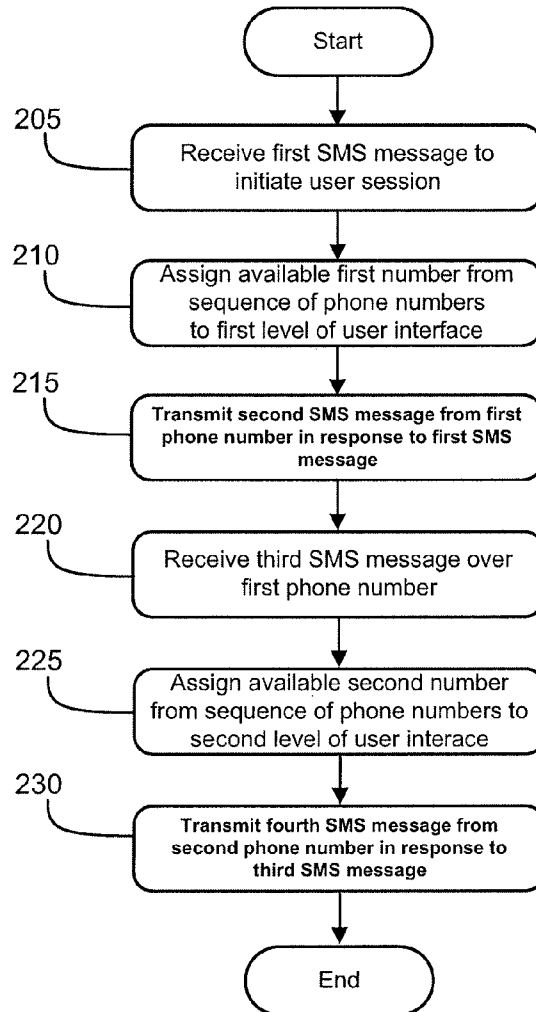 Start
205
Receive first SMS message to
initiate user session
210
Assign available first number from
sequence of phone numbers
to first level of user interface
215
Transmit second SMS message from first
phone number in response to first SMS
message
220
Receive third SMS message over
first phone number
225
Assign available second number
from sequence of phone numbers to
second level of user interace
230
Transmit fourth SMS message from
second phone number in response to
third SMS message
End